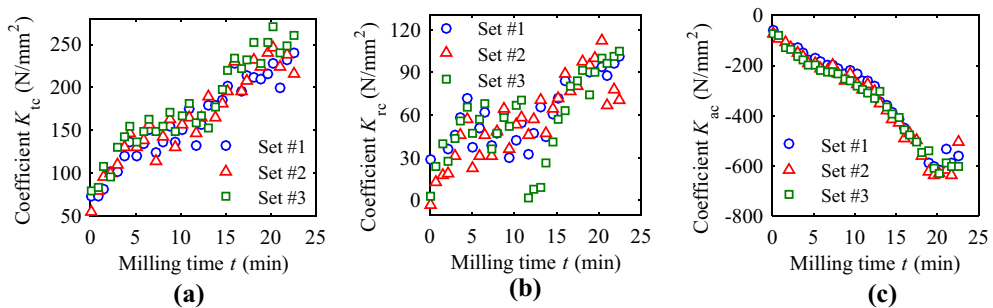 Coefficient Ktc (N/mm²)
250
200
150
100
50
Set #1
Set #2
Set #3
0 5 10 15 20 25
Milling time t (min)
(a)
Coefficient Krc (N/mm²)
120
90
60
30
0
Set #1
Set #2
Set #3
0 5 10 15 20 25
Milling time t (min)
(b)
Coefficient Kac (N/mm²)
0
-200
-400
-600
-800
Set #1
Set #2
Set #3
0 5 10 15 20 25
Milling time t (min)
(c)